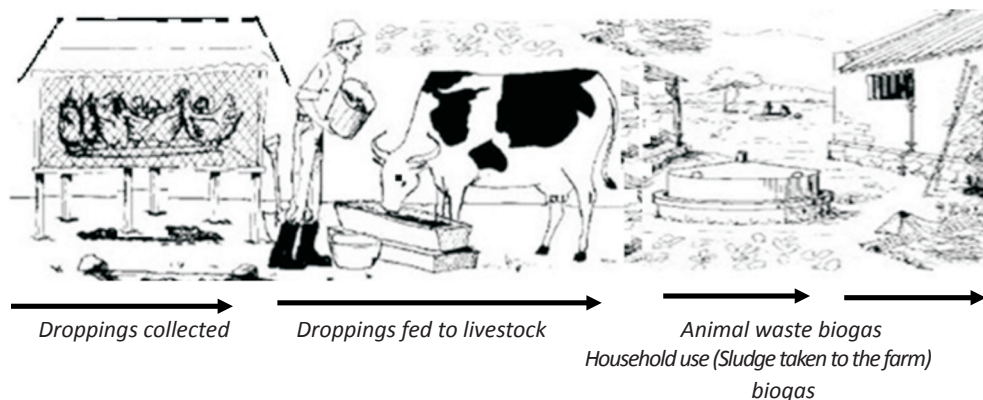 Droppings collected
Droppings fed to livestock
Animal waste biogas
Household use (Sludge taken to the farm)
biogas